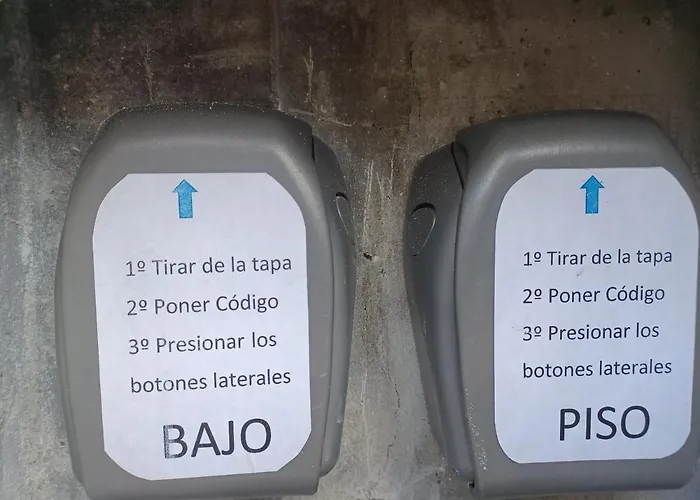 1º Tirar de la tapa
2º Poner Código
3º Presionar los
botones laterales
BAJO
1º Tirar de la tapa
2º Poner Código
3º Presionar los
botones laterales
PISO